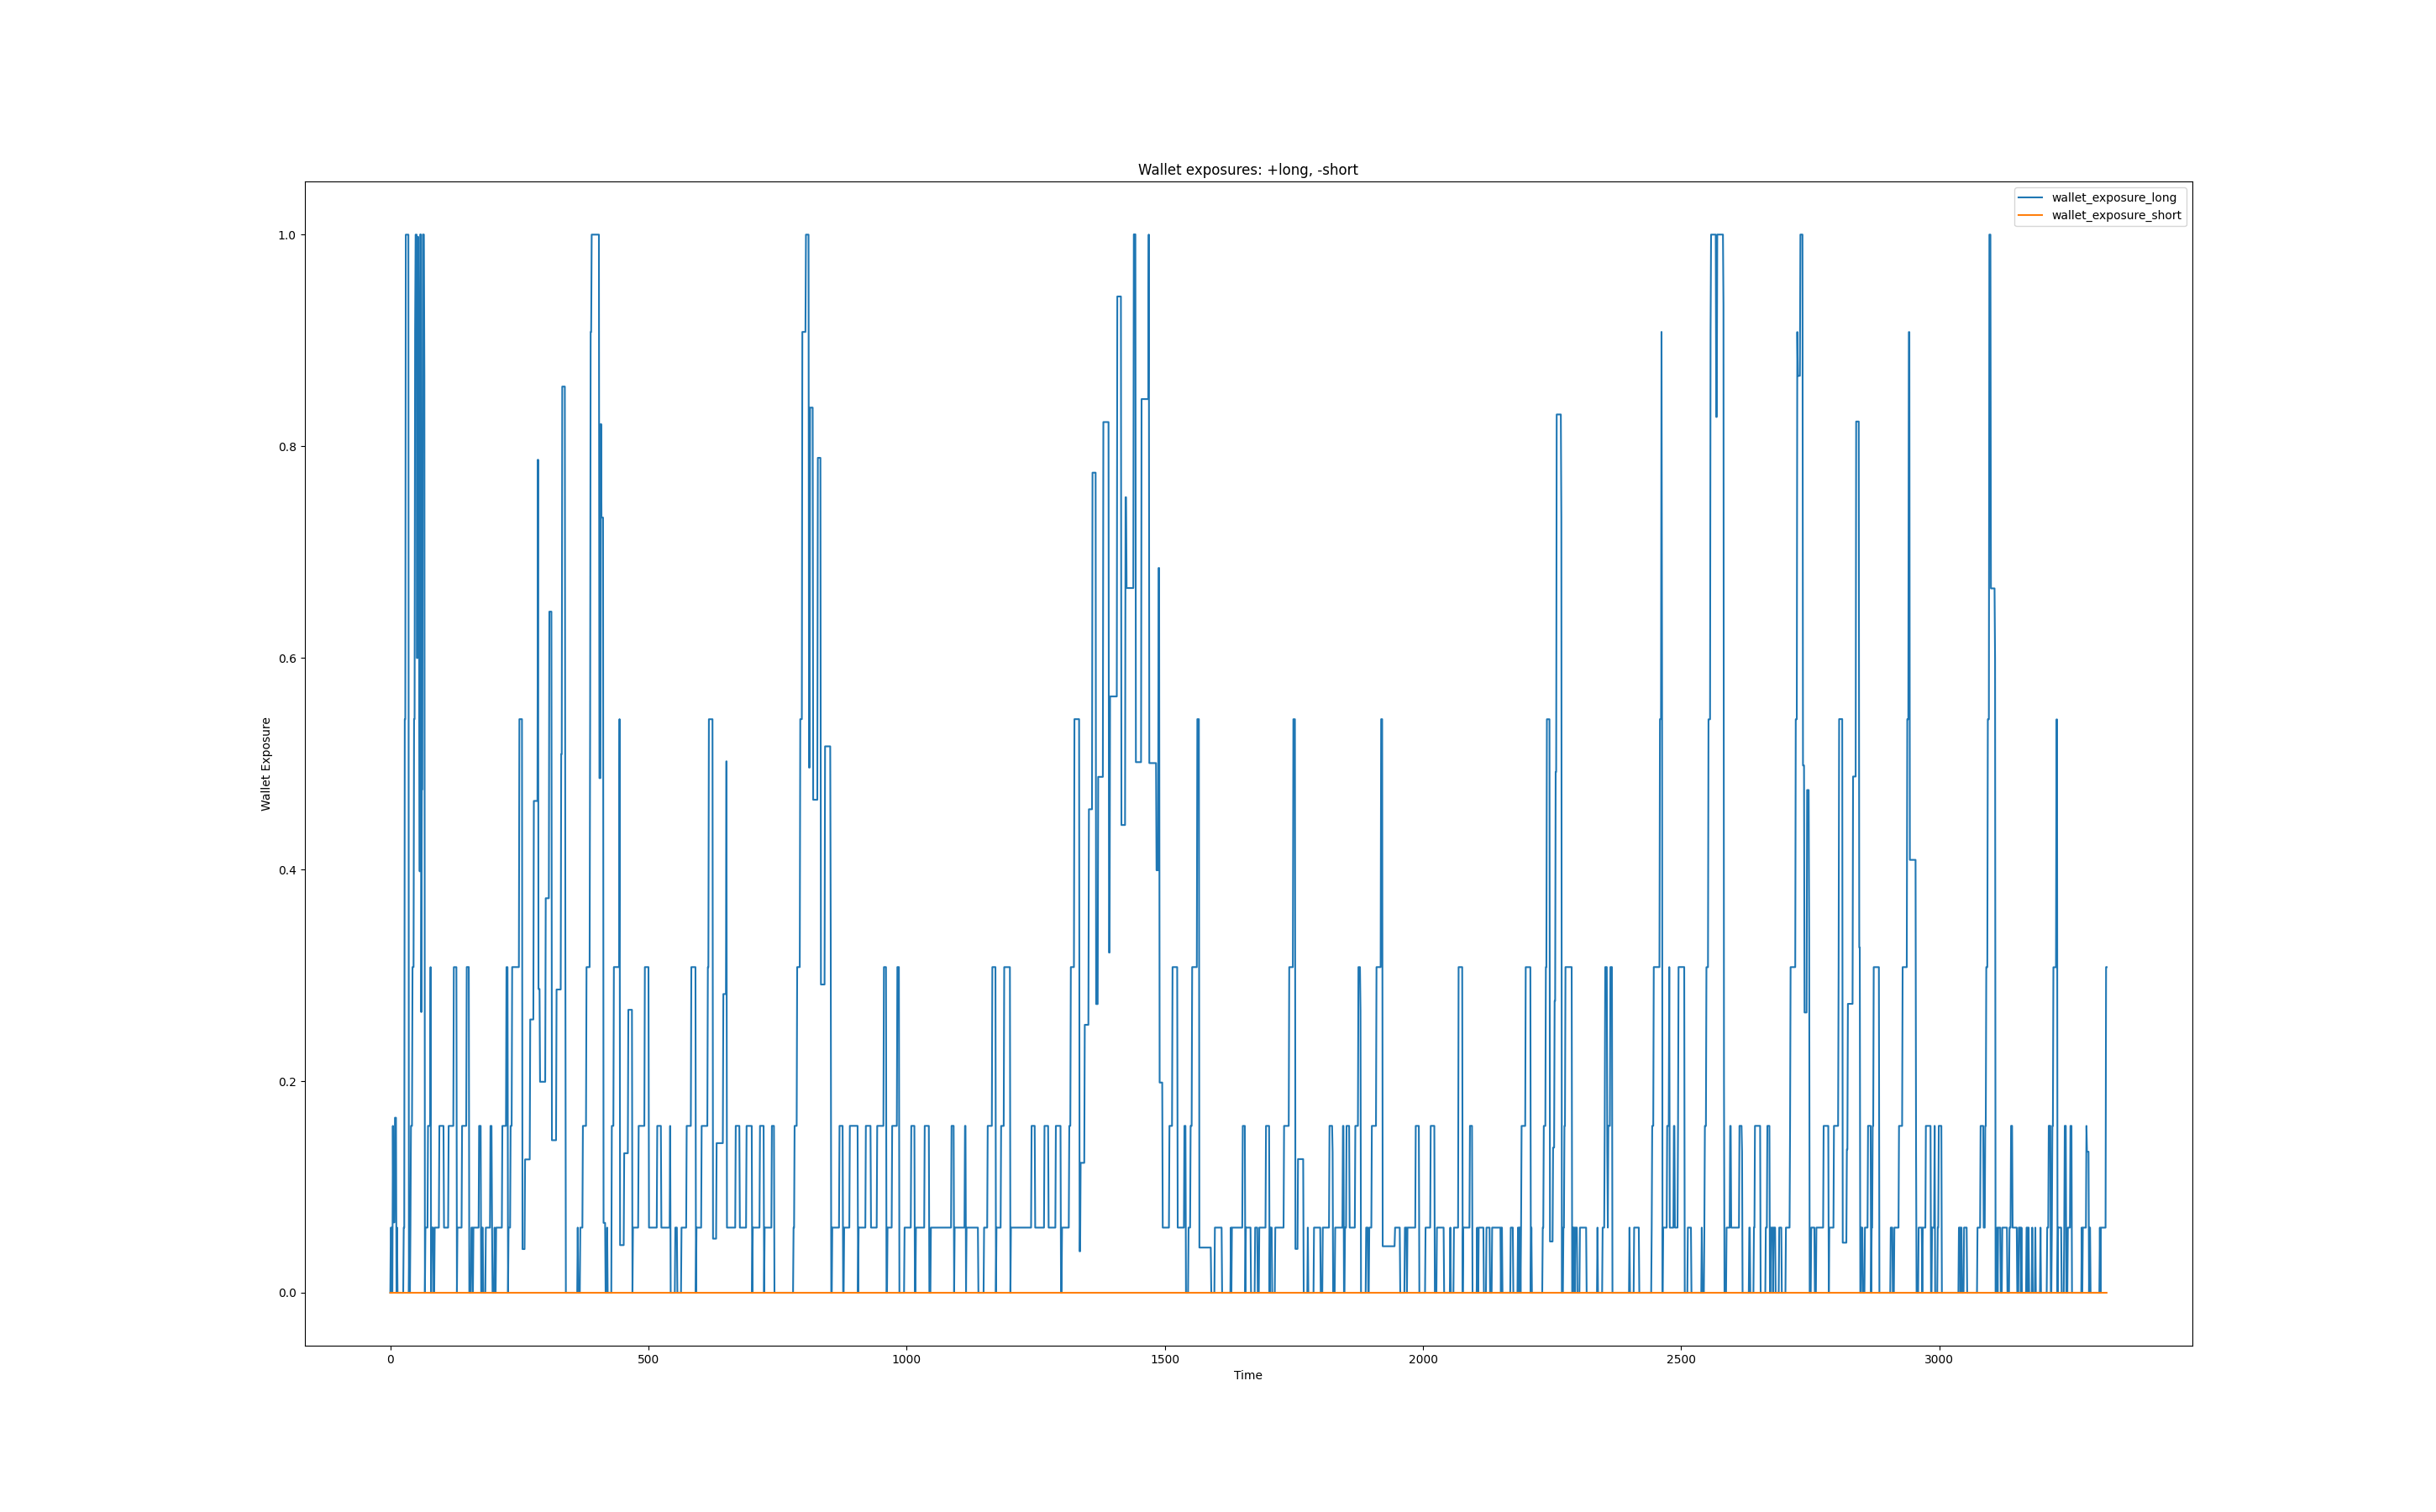 Wallet exposures: +long, -short
wallet_exposure_long
wallet_exposure_short
1.0
0.8
0.6
0.4
0.2
0.0
Wallet Exposure
0 500 1000 1500 2000 2500 3000
Time